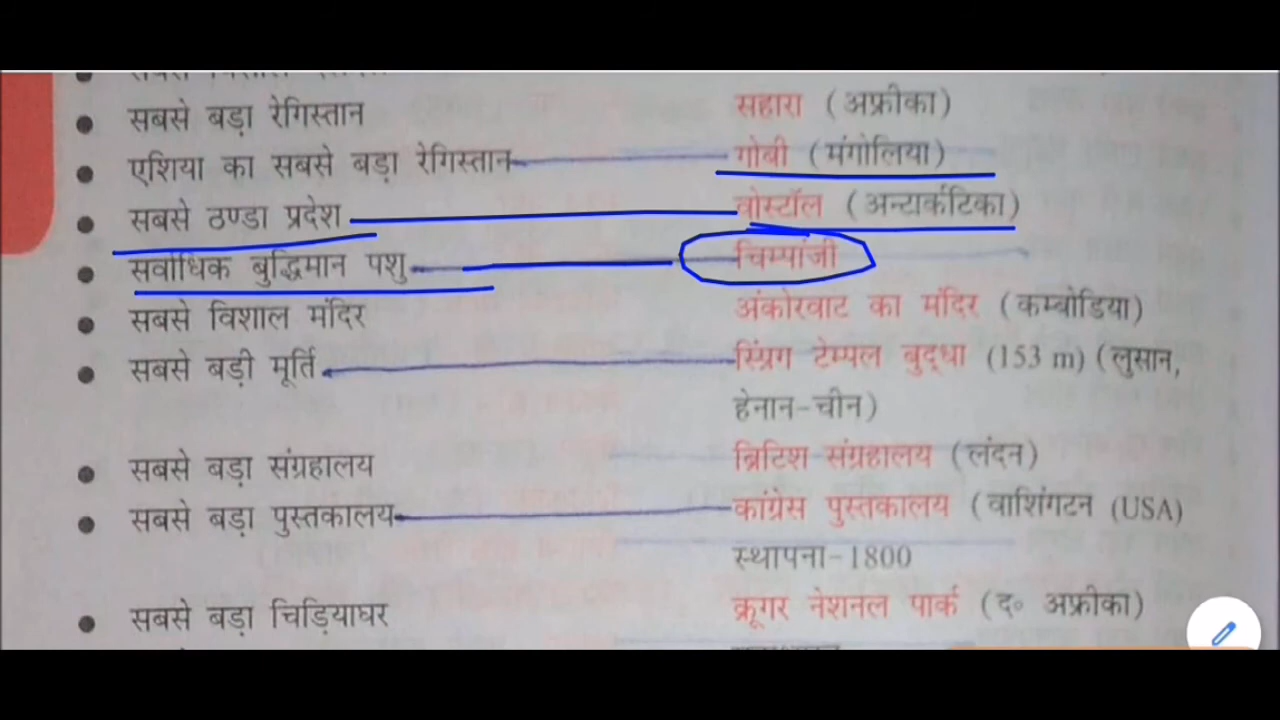 सबसे बड़ा रेगिस्तान सहारा (अफ्रीका)
एशिया का सबसे बड़ा रेगिस्तान गोबी (मंगोलिया)
सबसे ठण्डा प्रदेश वोस्टॉल (अन्टार्कटिका)
सर्वाधिक बुद्धिमान पशु चिम्पांजी
सबसे विशाल मंदिर अंकोरवाट का मंदिर (कम्बोडिया)
सबसे बड़ी मूर्ति स्प्रिग टेम्पल बुद्धा (153 m) (लुसान,
हेनान-चीन)
सबसे बड़ा संग्रहालय ब्रिटिश संग्रहालय (लंदन)
सबसे बड़ा पुस्तकालय कांग्रेस पुस्तकालय (वाशिंगटन (USA)
स्थापना-1800
सबसे बड़ा चिड़ियाघर क्रूगर नेशनल पार्क (द॰ अफ्रीका)